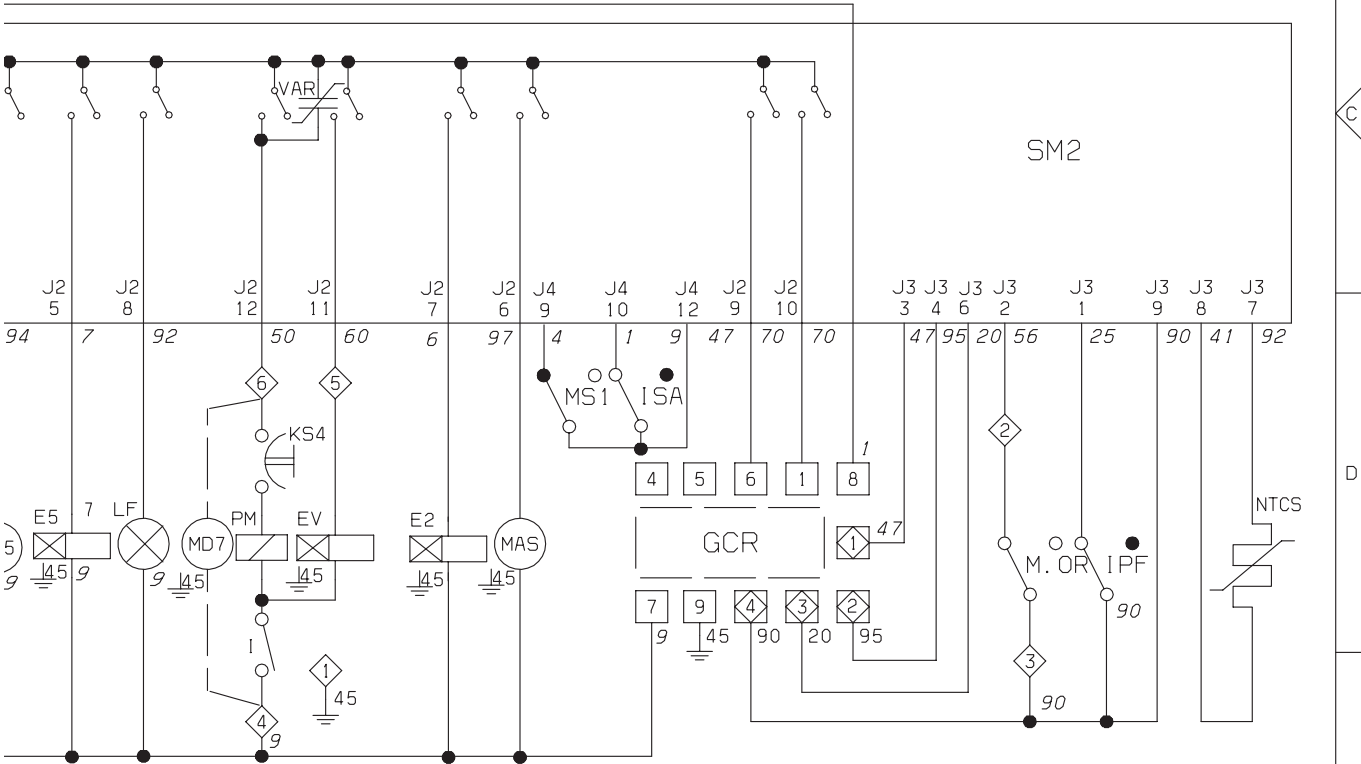 VAR
C
SM2
J2 J2 J2 J2 J2 J2 J4 J4 J4 J2 J2 J3 J3 J3 J3 J3 J3 J3 J3
5 8 12 11 7 6 9 10 12 9 10 3 4 6 2 1 9 8 7
94 7 92 50 60 6 97 4 1 9 47 70 70 47 95 20 56 25 90 41 92
6 5
MS1 ISA
2
KS4
1
4 5 6 1 8
D
NTCS
E5 7 LF PM EV E2
47
5 MD7 MAS GCR 1
M.OR IPF
9 45 9 9 45 45 45 45
7 9 4 3 2
90
9 45 90 20 95
I
1 3
45
90
4
9